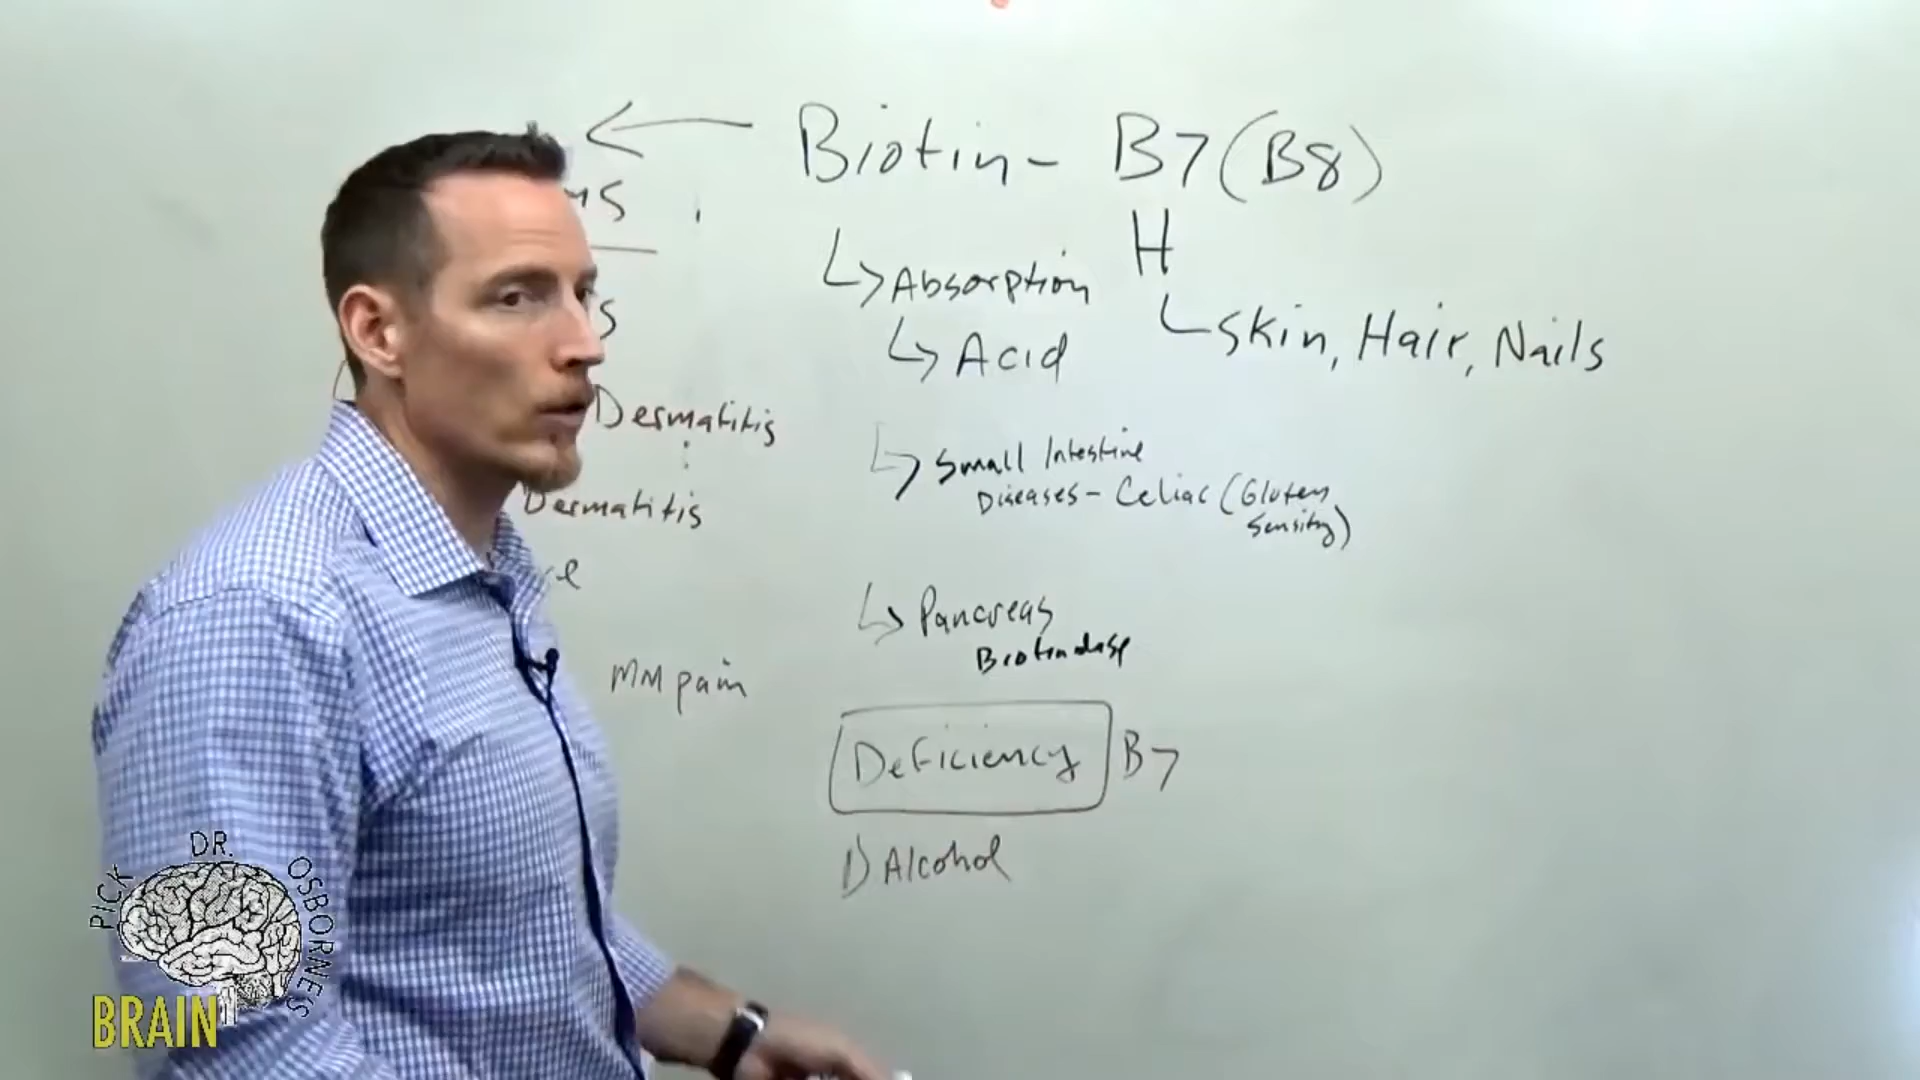 Biotin - B7 (B8)
H
Absorption
Acid
Skin, Hair, Nails
Dermatitis
Small Intestine
Diseases - Celiac (Gluten
Sensitivity)
Dermatitis
Pancreas
Biotinidase
MM pain
Deficiency B7
1) Alcohol
PICK DR. OSBORNE'S
BRAIN